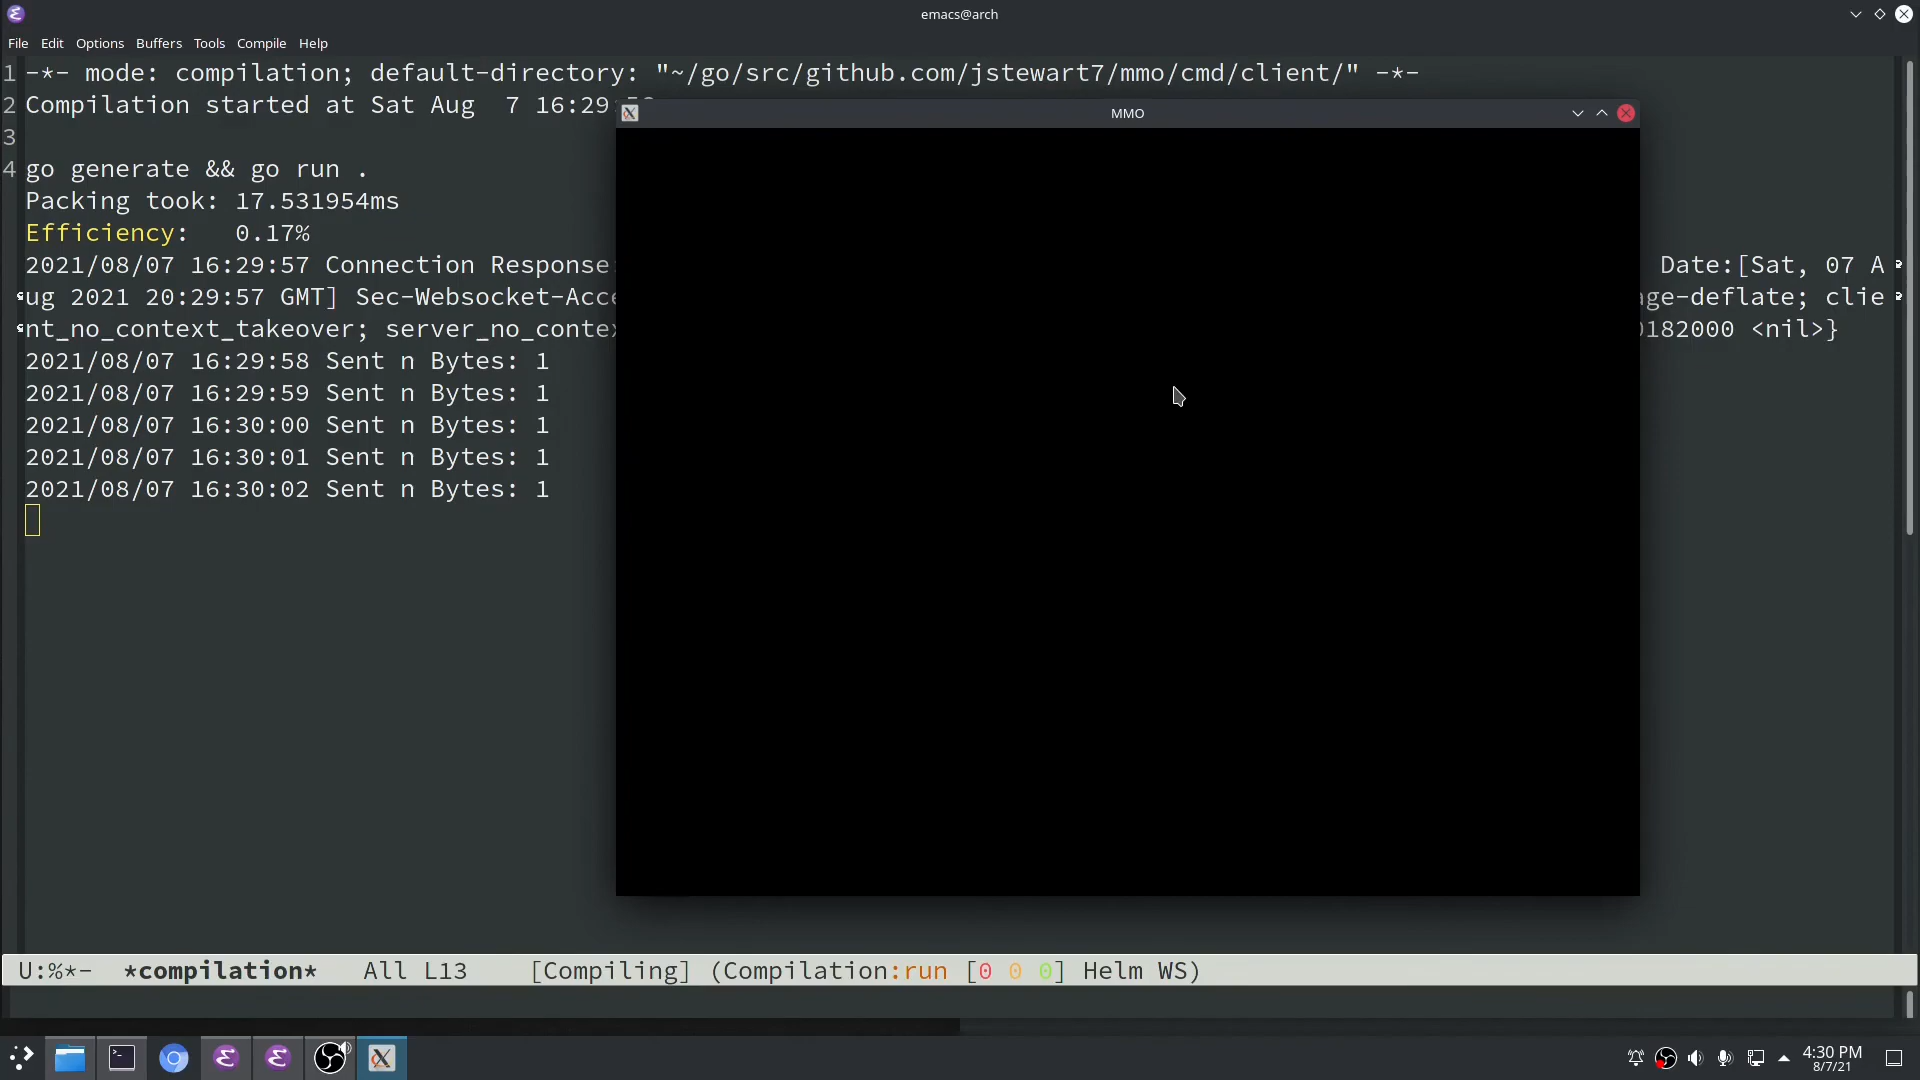 emacs@arch
File Edit Options Buffers Tools Compile Help
1 -*- mode: compilation; default-directory: "~/go/src/github.com/jstewart7/mmo/cmd/client/" -*-
2 Compilation started at Sat Aug  7 16:29:
3
4 go generate && go run .
Packing took: 17.531954ms
Efficiency:   0.17%
2021/08/07 16:29:57 Connection Response Date:[Sat, 07 A
ug 2021 20:29:57 GMT] Sec-Websocket-Acce ge-deflate; clie
nt_no_context_takeover; server_no_conte 182000 <nil>}
2021/08/07 16:29:58 Sent n Bytes: 1
2021/08/07 16:29:59 Sent n Bytes: 1
2021/08/07 16:30:00 Sent n Bytes: 1
2021/08/07 16:30:01 Sent n Bytes: 1
2021/08/07 16:30:02 Sent n Bytes: 1
MMO
U:%*-  *compilation*   All L13    [Compiling] (Compilation:run [0 0 0] Helm WS)
4:30 PM
8/7/21